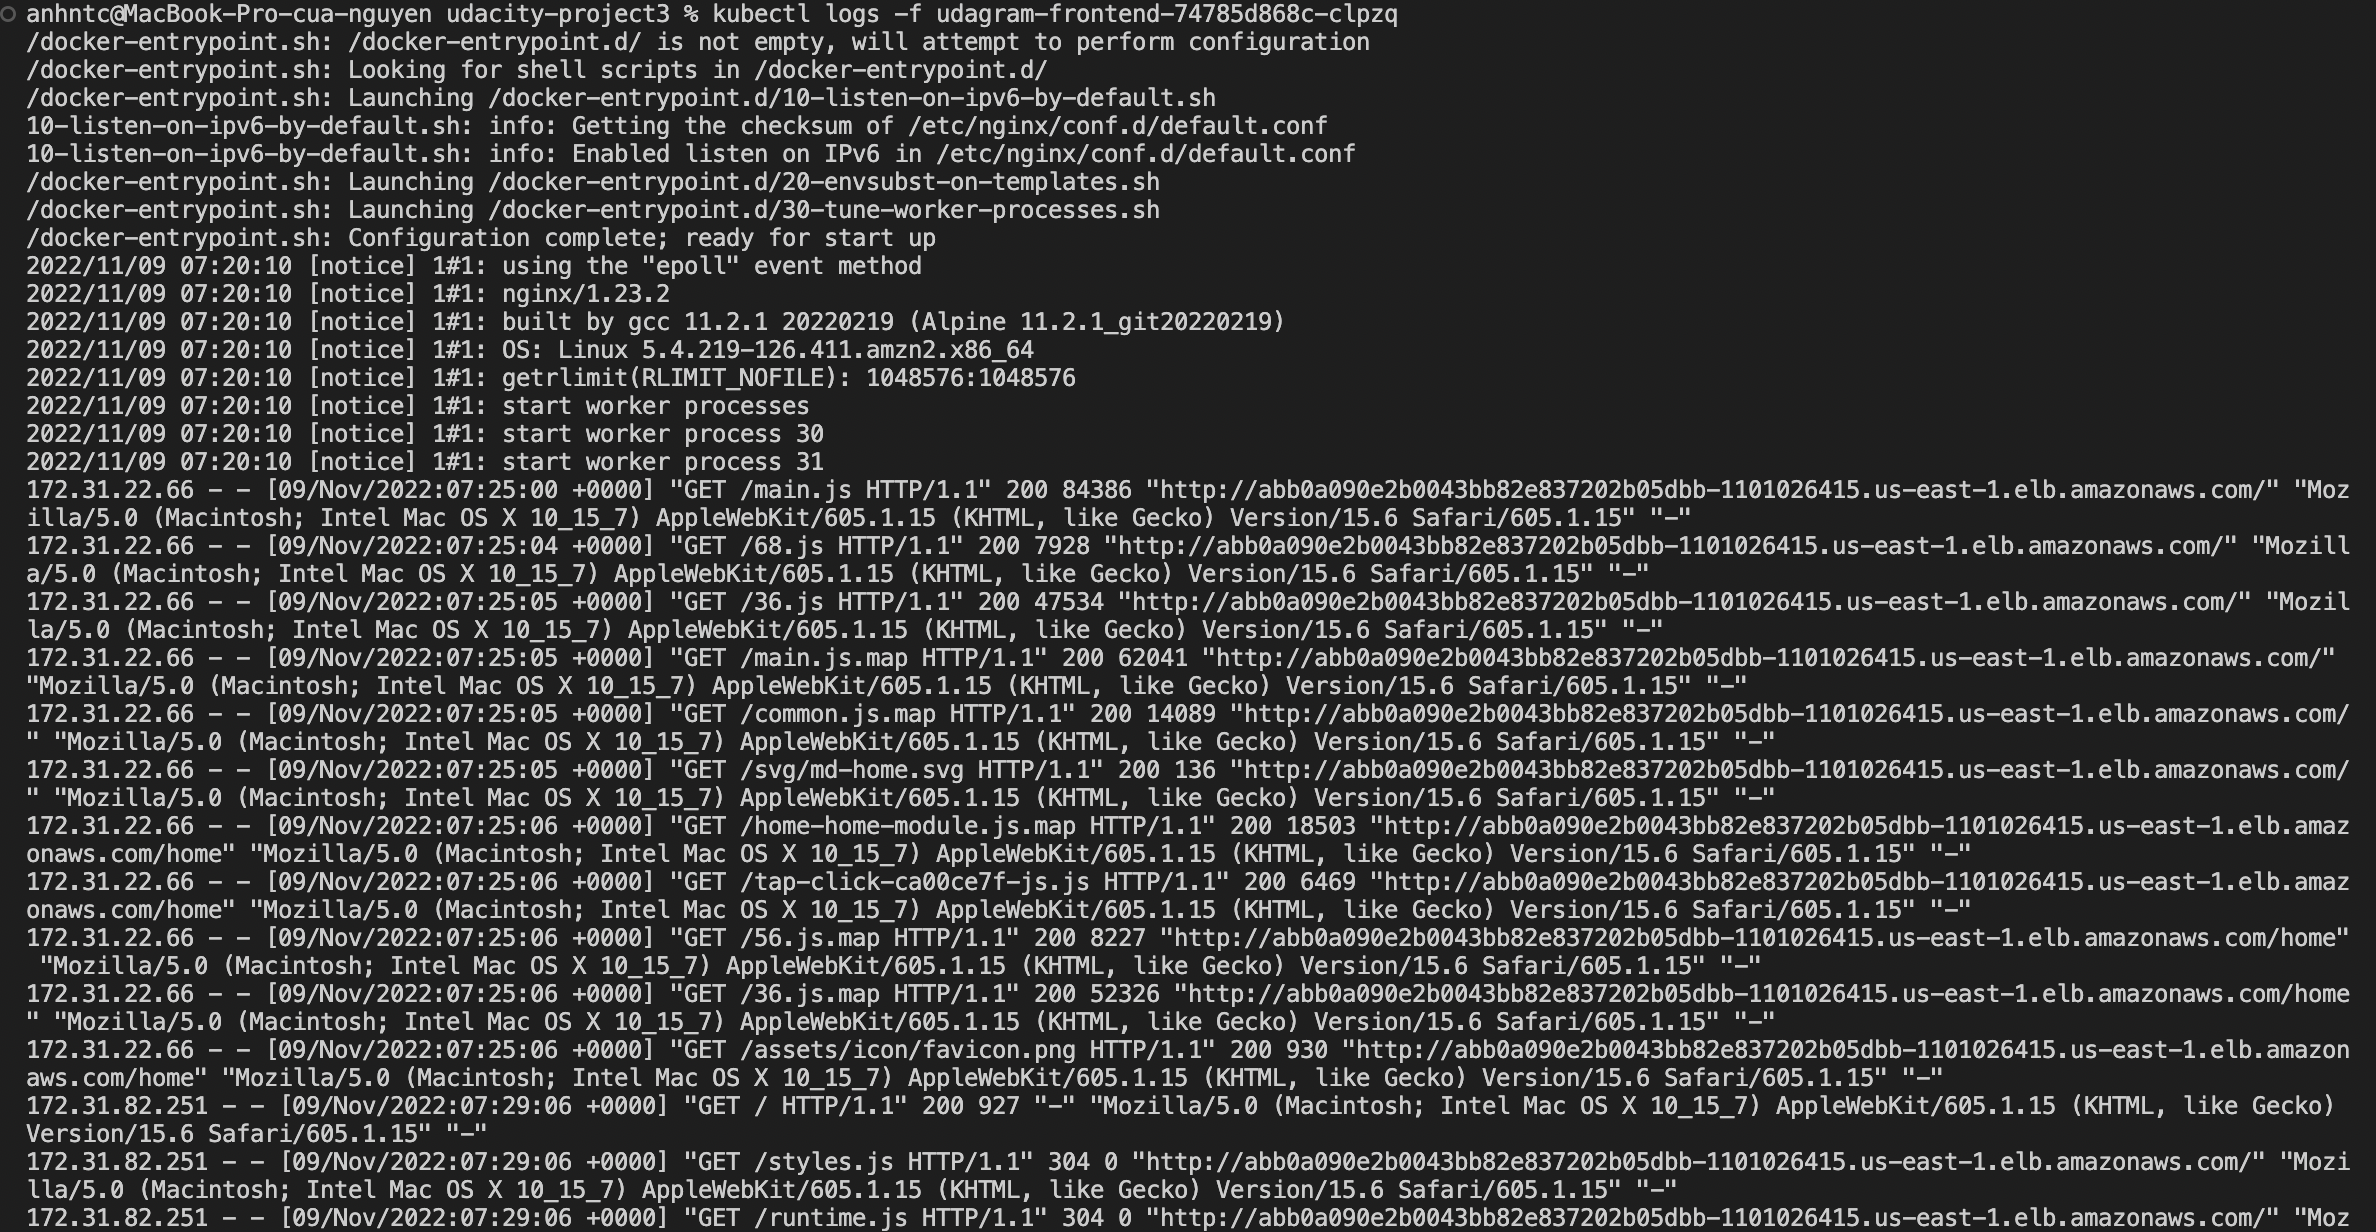 anhntc@MacBook-Pro-cua-nguyen udacity-project3 % kubectl logs -f udagram-frontend-74785d868c-clpzq
/docker-entrypoint.sh: /docker-entrypoint.d/ is not empty, will attempt to perform configuration
/docker-entrypoint.sh: Looking for shell scripts in /docker-entrypoint.d/
/docker-entrypoint.sh: Launching /docker-entrypoint.d/10-listen-on-ipv6-by-default.sh
10-listen-on-ipv6-by-default.sh: info: Getting the checksum of /etc/nginx/conf.d/default.conf
10-listen-on-ipv6-by-default.sh: info: Enabled listen on IPv6 in /etc/nginx/conf.d/default.conf
/docker-entrypoint.sh: Launching /docker-entrypoint.d/20-envsubst-on-templates.sh
/docker-entrypoint.sh: Launching /docker-entrypoint.d/30-tune-worker-processes.sh
/docker-entrypoint.sh: Configuration complete; ready for start up
2022/11/09 07:20:10 [notice] 1#1: using the "epoll" event method
2022/11/09 07:20:10 [notice] 1#1: nginx/1.23.2
2022/11/09 07:20:10 [notice] 1#1: built by gcc 11.2.1 20220219 (Alpine 11.2.1_git20220219)
2022/11/09 07:20:10 [notice] 1#1: OS: Linux 5.4.219-126.411.amzn2.x86_64
2022/11/09 07:20:10 [notice] 1#1: getrlimit(RLIMIT_NOFILE): 1048576:1048576
2022/11/09 07:20:10 [notice] 1#1: start worker processes
2022/11/09 07:20:10 [notice] 1#1: start worker process 30
2022/11/09 07:20:10 [notice] 1#1: start worker process 31
172.31.22.66 - - [09/Nov/2022:07:25:00 +0000] "GET /main.js HTTP/1.1" 200 84386 "http://abb0a090e2b0043bb82e837202b05dbb-1101026415.us-east-1.elb.amazonaws.com/" "Moz
illa/5.0 (Macintosh; Intel Mac OS X 10_15_7) AppleWebKit/605.1.15 (KHTML, like Gecko) Version/15.6 Safari/605.1.15" "-"
172.31.22.66 - - [09/Nov/2022:07:25:04 +0000] "GET /68.js HTTP/1.1" 200 7928 "http://abb0a090e2b0043bb82e837202b05dbb-1101026415.us-east-1.elb.amazonaws.com/" "Mozill
a/5.0 (Macintosh; Intel Mac OS X 10_15_7) AppleWebKit/605.1.15 (KHTML, like Gecko) Version/15.6 Safari/605.1.15" "-"
172.31.22.66 - - [09/Nov/2022:07:25:05 +0000] "GET /36.js HTTP/1.1" 200 47534 "http://abb0a090e2b0043bb82e837202b05dbb-1101026415.us-east-1.elb.amazonaws.com/" "Mozil
la/5.0 (Macintosh; Intel Mac OS X 10_15_7) AppleWebKit/605.1.15 (KHTML, like Gecko) Version/15.6 Safari/605.1.15" "-"
172.31.22.66 - - [09/Nov/2022:07:25:05 +0000] "GET /main.js.map HTTP/1.1" 200 62041 "http://abb0a090e2b0043bb82e837202b05dbb-1101026415.us-east-1.elb.amazonaws.com/"
"Mozilla/5.0 (Macintosh; Intel Mac OS X 10_15_7) AppleWebKit/605.1.15 (KHTML, like Gecko) Version/15.6 Safari/605.1.15" "-"
172.31.22.66 - - [09/Nov/2022:07:25:05 +0000] "GET /common.js.map HTTP/1.1" 200 14089 "http://abb0a090e2b0043bb82e837202b05dbb-1101026415.us-east-1.elb.amazonaws.com/
" "Mozilla/5.0 (Macintosh; Intel Mac OS X 10_15_7) AppleWebKit/605.1.15 (KHTML, like Gecko) Version/15.6 Safari/605.1.15" "-"
172.31.22.66 - - [09/Nov/2022:07:25:05 +0000] "GET /svg/md-home.svg HTTP/1.1" 200 136 "http://abb0a090e2b0043bb82e837202b05dbb-1101026415.us-east-1.elb.amazonaws.com/
" "Mozilla/5.0 (Macintosh; Intel Mac OS X 10_15_7) AppleWebKit/605.1.15 (KHTML, like Gecko) Version/15.6 Safari/605.1.15" "-"
172.31.22.66 - - [09/Nov/2022:07:25:06 +0000] "GET /home-home-module.js.map HTTP/1.1" 200 18503 "http://abb0a090e2b0043bb82e837202b05dbb-1101026415.us-east-1.elb.amaz
onaws.com/home" "Mozilla/5.0 (Macintosh; Intel Mac OS X 10_15_7) AppleWebKit/605.1.15 (KHTML, like Gecko) Version/15.6 Safari/605.1.15" "-"
172.31.22.66 - - [09/Nov/2022:07:25:06 +0000] "GET /tap-click-ca00ce7f-js.js HTTP/1.1" 200 6469 "http://abb0a090e2b0043bb82e837202b05dbb-1101026415.us-east-1.elb.amaz
onaws.com/home" "Mozilla/5.0 (Macintosh; Intel Mac OS X 10_15_7) AppleWebKit/605.1.15 (KHTML, like Gecko) Version/15.6 Safari/605.1.15" "-"
172.31.22.66 - - [09/Nov/2022:07:25:06 +0000] "GET /56.js.map HTTP/1.1" 200 8227 "http://abb0a090e2b0043bb82e837202b05dbb-1101026415.us-east-1.elb.amazonaws.com/home"
"Mozilla/5.0 (Macintosh; Intel Mac OS X 10_15_7) AppleWebKit/605.1.15 (KHTML, like Gecko) Version/15.6 Safari/605.1.15" "-"
172.31.22.66 - - [09/Nov/2022:07:25:06 +0000] "GET /36.js.map HTTP/1.1" 200 52326 "http://abb0a090e2b0043bb82e837202b05dbb-1101026415.us-east-1.elb.amazonaws.com/home
" "Mozilla/5.0 (Macintosh; Intel Mac OS X 10_15_7) AppleWebKit/605.1.15 (KHTML, like Gecko) Version/15.6 Safari/605.1.15" "-"
172.31.22.66 - - [09/Nov/2022:07:25:06 +0000] "GET /assets/icon/favicon.png HTTP/1.1" 200 930 "http://abb0a090e2b0043bb82e837202b05dbb-1101026415.us-east-1.elb.amazon
aws.com/home" "Mozilla/5.0 (Macintosh; Intel Mac OS X 10_15_7) AppleWebKit/605.1.15 (KHTML, like Gecko) Version/15.6 Safari/605.1.15" "-"
172.31.82.251 - - [09/Nov/2022:07:29:06 +0000] "GET / HTTP/1.1" 200 927 "-" "Mozilla/5.0 (Macintosh; Intel Mac OS X 10_15_7) AppleWebKit/605.1.15 (KHTML, like Gecko)
Version/15.6 Safari/605.1.15" "-"
172.31.82.251 - - [09/Nov/2022:07:29:06 +0000] "GET /styles.js HTTP/1.1" 304 0 "http://abb0a090e2b0043bb82e837202b05dbb-1101026415.us-east-1.elb.amazonaws.com/" "Mozi
lla/5.0 (Macintosh; Intel Mac OS X 10_15_7) AppleWebKit/605.1.15 (KHTML, like Gecko) Version/15.6 Safari/605.1.15" "-"
172.31.82.251 - - [09/Nov/2022:07:29:06 +0000] "GET /runtime.js HTTP/1.1" 304 0 "http://abb0a090e2b0043bb82e837202b05dbb-1101026415.us-east-1.elb.amazonaws.com/" "Moz